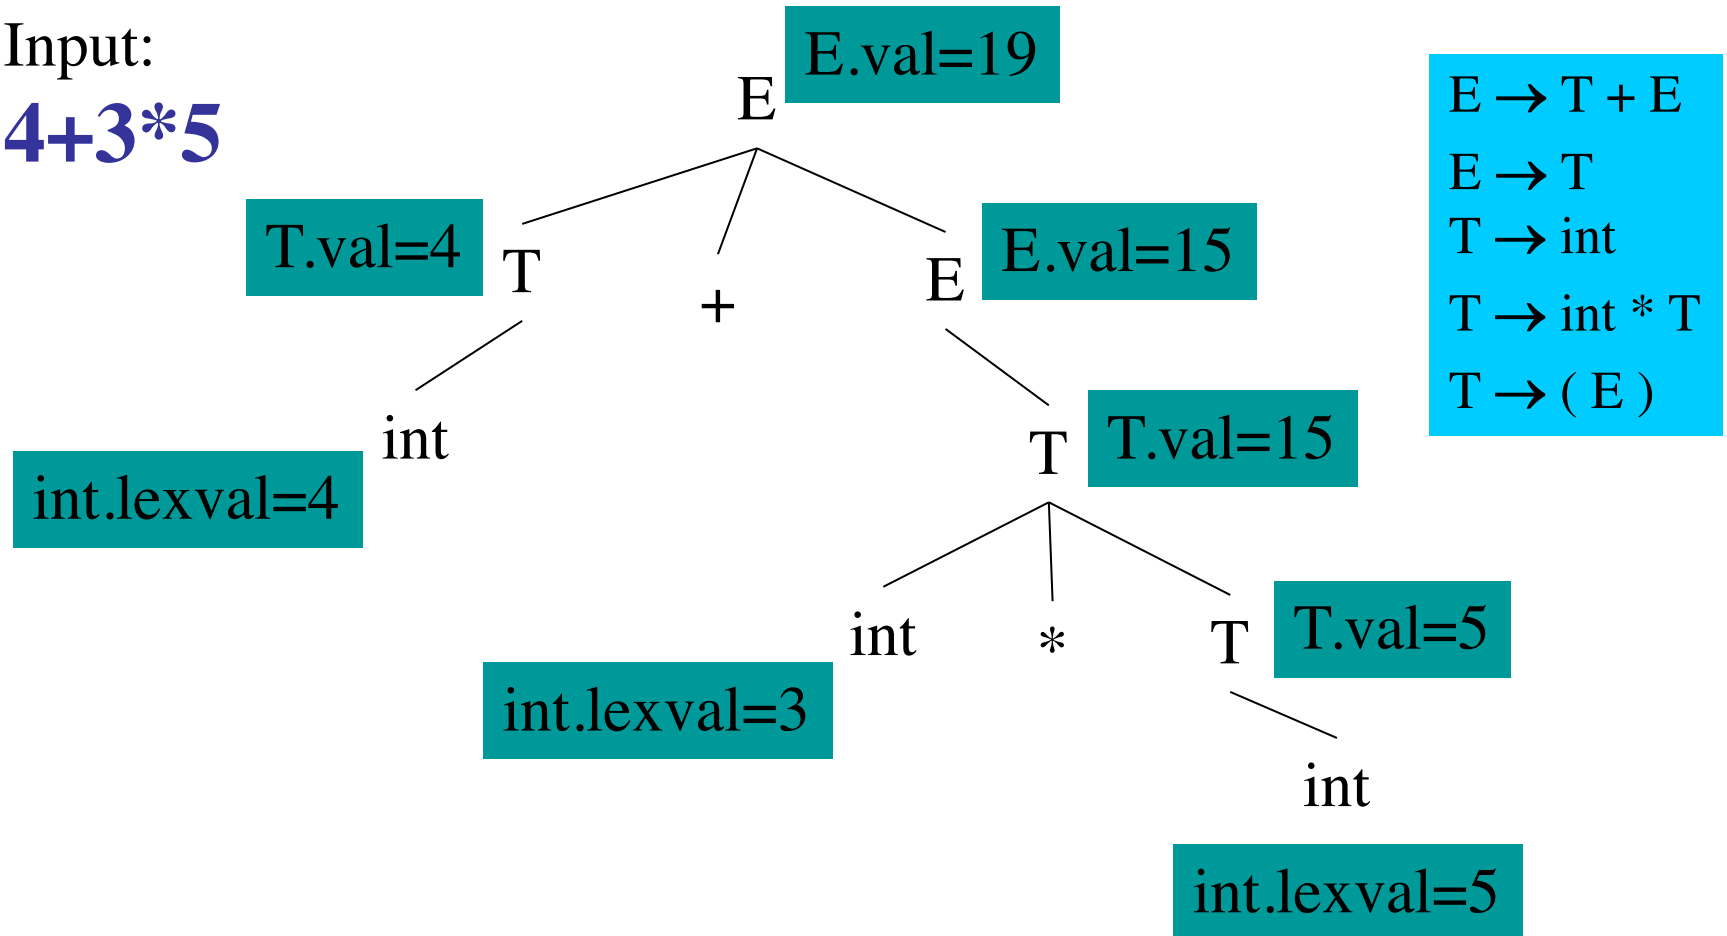 Input:
4+3*5
E.val=19
E
E → T + E
E → T
T → int
T → int * T
T → ( E )
T.val=4
T
+
E
E.val=15
int
int.lexval=4
T
T.val=15
int
*
T
T.val=5
int.lexval=3
int
int.lexval=5